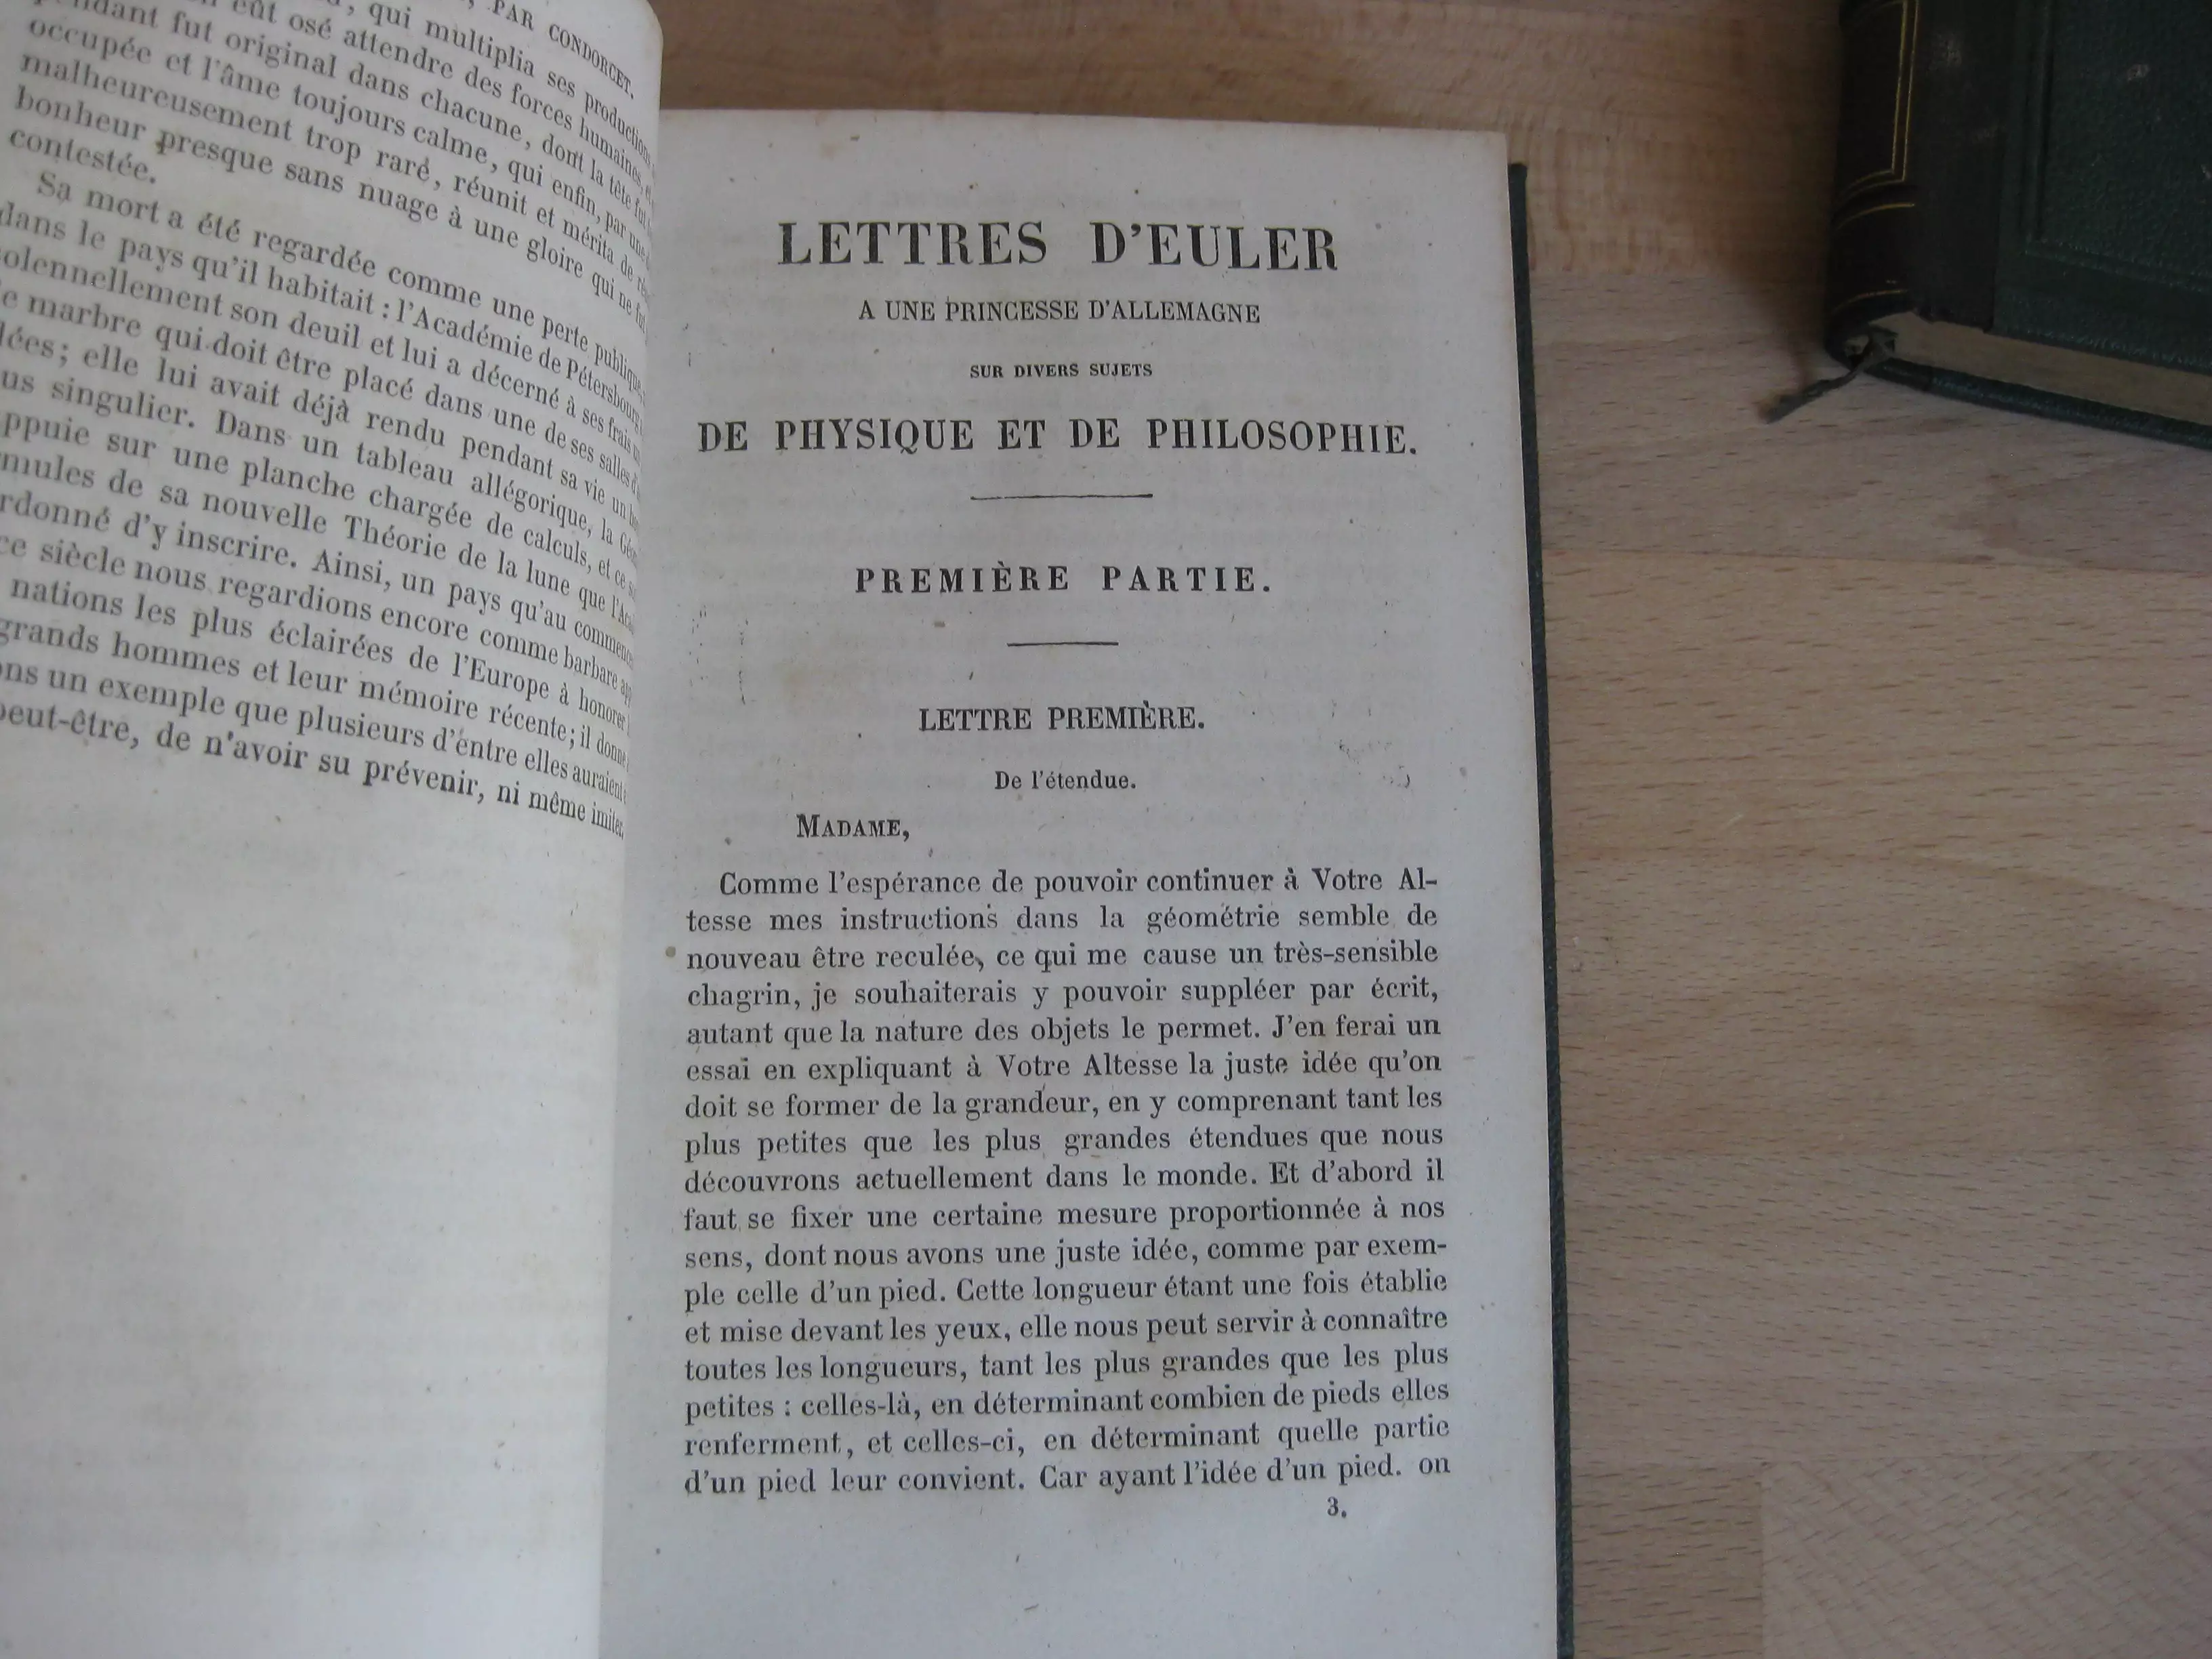 PAR CONDORCET.
, qui multiplia ses productions
eût osé attendre des forces humaines,
fut original dans chacune, dont la tête fut
occupée et l'âme toujours calme, qui enfin, par une
malheureusement trop rare, réunit et mérita de
bonheur presque sans nuage à une gloire qui ne fut
contestée.
Sa mort a été regardée comme une perte publique
dans le pays qu'il habitait : l'Académie de Pétersbourg
solennellement son deuil et lui a décerné à ses frais
marbre qui doit être placé dans une de ses salles
elle lui avait déjà rendu pendant sa vie un
singulier. Dans un tableau allégorique, la
sur une planche chargée de calculs, et ce
de sa nouvelle Théorie de la lune que
d'y inscrire. Ainsi, un pays qu'au
siècle nous regardions encore comme barbare
nations les plus éclairées de l'Europe à honorer
grands hommes et leur mémoire récente; il donne
un exemple que plusieurs d'entre elles auraient
peut-être, de n'avoir su prévenir, ni même imiter.
LETTRES D'EULER
A UNE PRINCESSE D'ALLEMAGNE
SUR DIVERS SUJETS
DE PHYSIQUE ET DE PHILOSOPHIE.
PREMIÈRE PARTIE.
LETTRE PREMIÈRE.
De l'étendue.
MADAME,
Comme l'espérance de pouvoir continuer à Votre Al-
tesse mes instructions dans la géométrie semble de
nouveau être reculée, ce qui me cause un très-sensible
chagrin, je souhaiterais y pouvoir suppléer par écrit,
autant que la nature des objets le permet. J'en ferai un
essai en expliquant à Votre Altesse la juste idée qu'on
doit se former de la grandeur, en y comprenant tant les
plus petites que les plus grandes étendues que nous
découvrons actuellement dans le monde. Et d'abord il
faut se fixer une certaine mesure proportionnée à nos
sens, dont nous avons une juste idée, comme par exem-
ple celle d'un pied. Cette longueur étant une fois établie
et mise devant les yeux, elle nous peut servir à connaître
toutes les longueurs, tant les plus grandes que les plus
petites : celles-là, en déterminant combien de pieds elles
renferment, et celles-ci, en déterminant quelle partie
d'un pied leur convient. Car ayant l'idée d'un pied. on
3.